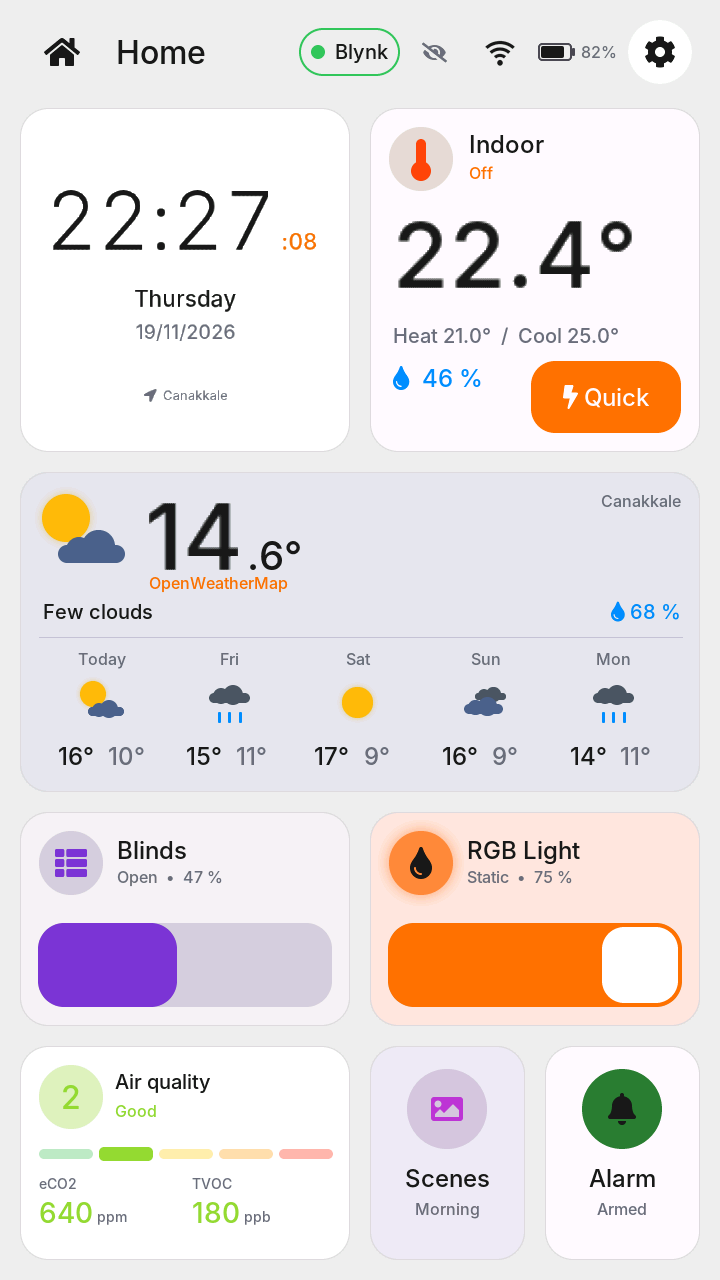 Home
Blynk
82%
22:27 :08
Thursday
19/11/2026
Canakkale
Indoor
Off
22.4°
Heat 21.0° / Cool 25.0°
46 %
Quick
14.6°
OpenWeatherMap
Canakkale
Few clouds
68 %
Today Fri Sat Sun Mon
16° 10° 15° 11° 17° 9° 16° 9° 14° 11°
Blinds
Open • 47 %
RGB Light
Static • 75 %
2
Air quality
Good
eCO2 TVOC
640 ppm 180 ppb
Scenes
Morning
Alarm
Armed